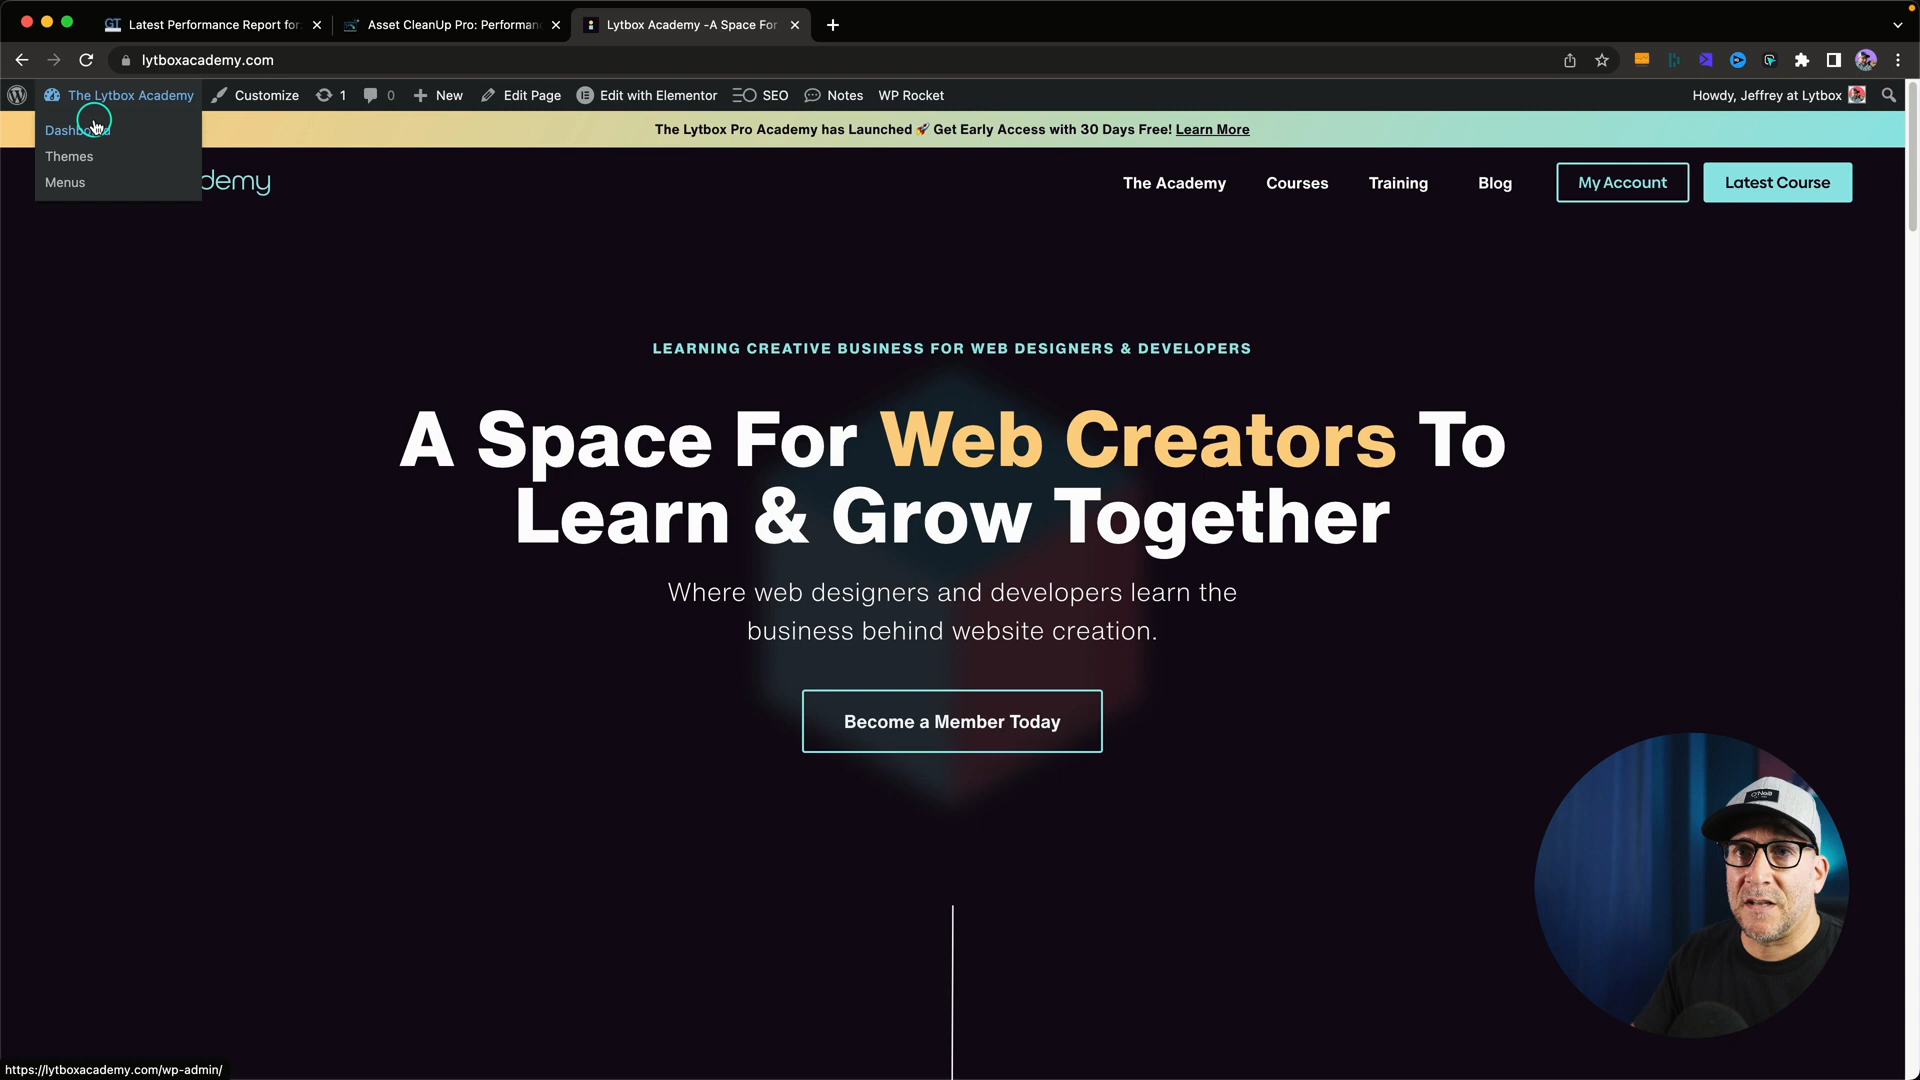 GT Latest Performance Report for
Asset CleanUp Pro: Performan
Lytbox Academy -A Space For
lytboxacademy.com
The Lytbox Academy
Customize
1
0
New
Edit Page
Edit with Elementor
SEO
Notes
WP Rocket
Howdy, Jeffrey at Lytbox
Dashboard
Themes
Menus
The Lytbox Pro Academy has Launched 🚀 Get Early Access with 30 Days Free! Learn More
demy
The Academy
Courses
Training
Blog
My Account
Latest Course
LEARNING CREATIVE BUSINESS FOR WEB DESIGNERS & DEVELOPERS
A Space For Web Creators To
Learn & Grow Together
Where web designers and developers learn the
business behind website creation.
Become a Member Today
O'Neill
https://lytboxacademy.com/wp-admin/